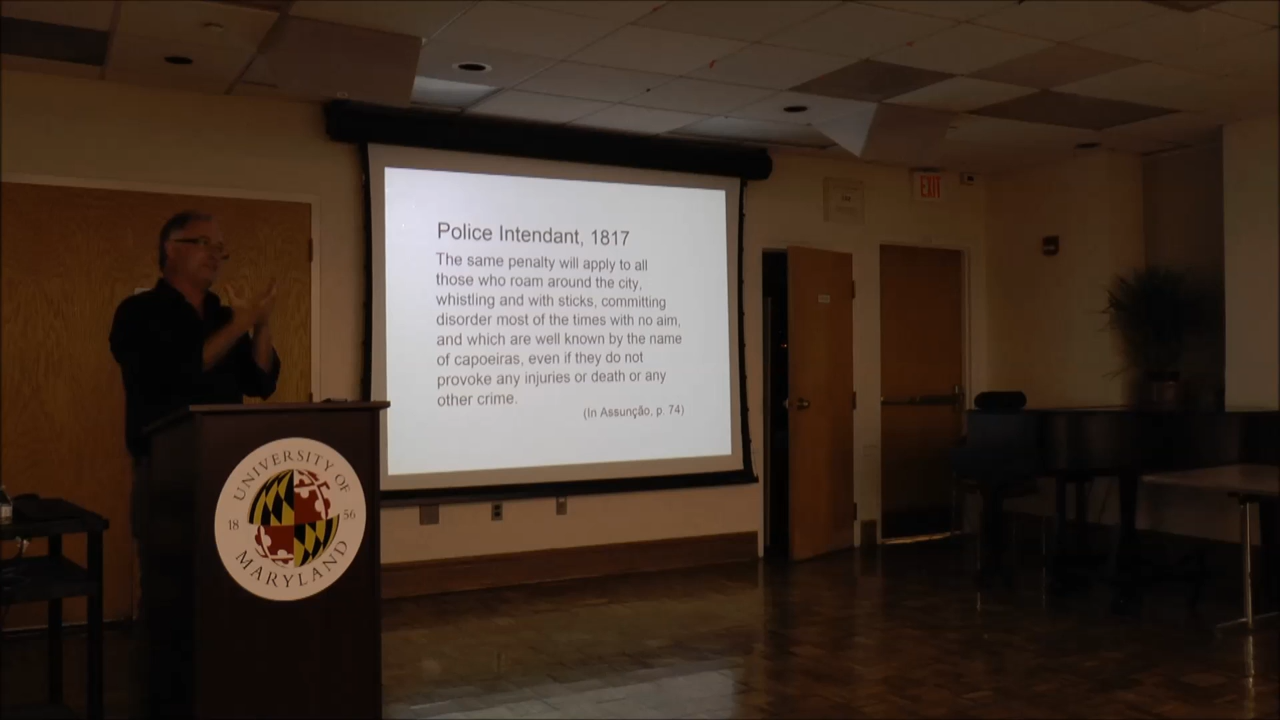 Police Intendant, 1817
The same penalty will apply to all
those who roam around the city,
whistling and with sticks, committing
disorder most of the times with no aim,
and which are well known by the name
of capoeiras, even if they do not
provoke any injuries or death or any
other crime.
(In Assunção, p. 74)
EXIT
UNIVERSITY OF
18 56
MARYLAND